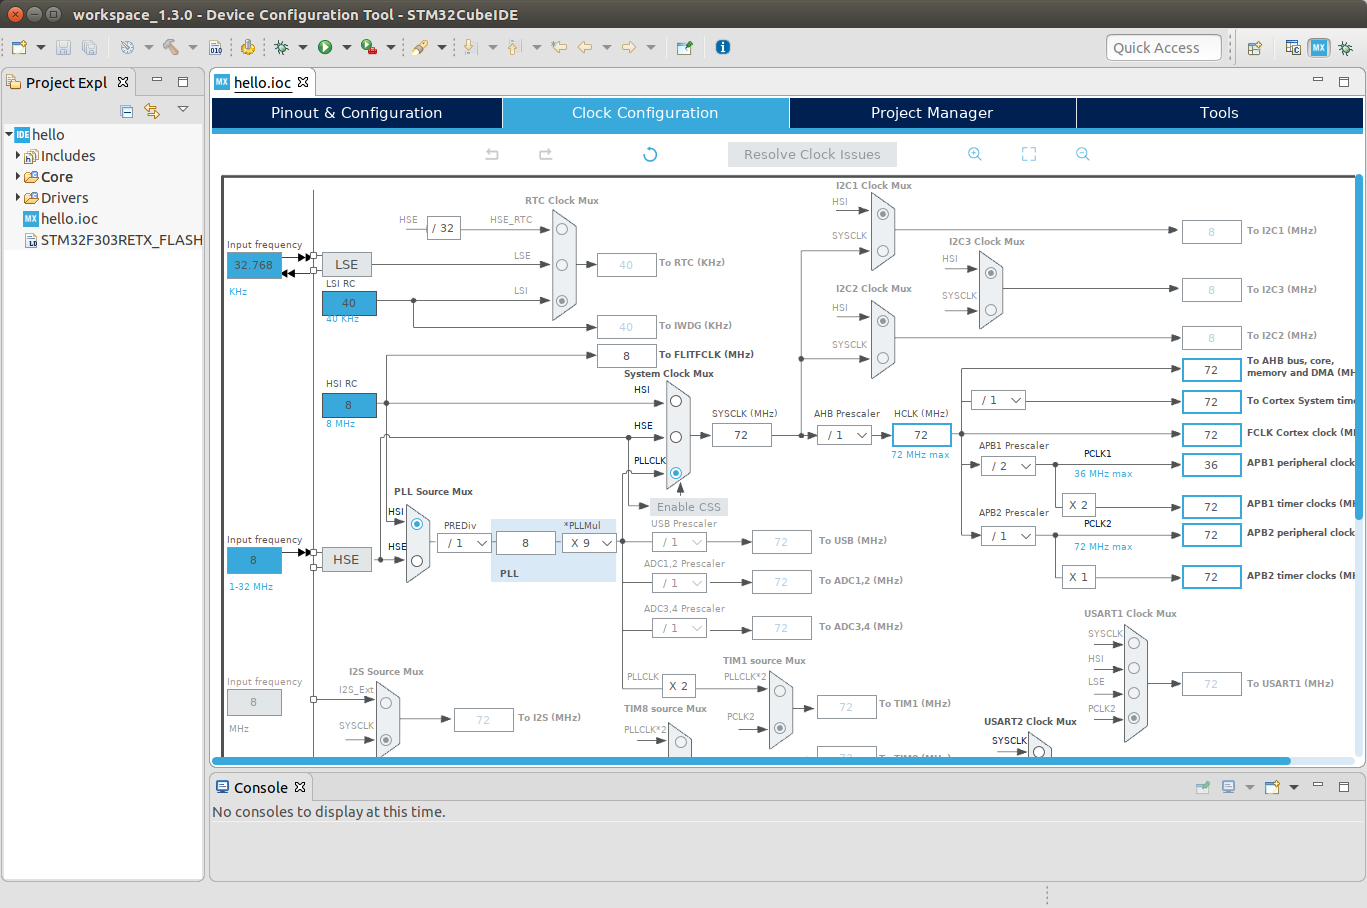 workspace_1.3.0 - Device Configuration Tool - STM32CubeIDE
010
Quick Access
MX
Project Expl
IDE hello
Includes
Core
Drivers
MX hello.ioc
STM32F303RETX_FLASH
MX hello.ioc
Pinout & Configuration
Clock Configuration
Project Manager
Tools
Resolve Clock Issues
RTC Clock Mux
HSE
/ 32
HSE_RTC
Input frequency
32.768
KHz
LSE
LSE
40
To RTC (KHz)
LSI RC
40
40 KHz
LSI
40
To IWDG (KHz)
8
To FLITFCLK (MHz)
HSI RC
8
8 MHz
System Clock Mux
HSI
HSE
PLLCLK
SYSCLK (MHz)
72
AHB Prescaler
/ 1
HCLK (MHz)
72
72 MHz max
Enable CSS
I2C1 Clock Mux
HSI
SYSCLK
8
To I2C1 (MHz)
I2C3 Clock Mux
HSI
SYSCLK
8
To I2C3 (MHz)
I2C2 Clock Mux
HSI
SYSCLK
8
To I2C2 (MHz)
72
To AHB bus, core,
memory and DMA (MH
/ 1
72
To Cortex System time
72
FCLK Cortex clock (M
APB1 Prescaler
/ 2
PCLK1
36 MHz max
36
APB1 peripheral clock
X 2
72
APB1 timer clocks (MH
APB2 Prescaler
/ 1
PCLK2
72 MHz max
72
APB2 peripheral clock
X 1
72
APB2 timer clocks (MH
PLL Source Mux
HSI
HSE
Input frequency
8
1-32 MHz
HSE
PREDiv
/ 1
8
*PLLMul
X 9
PLL
USB Prescaler
/ 1
72
To USB (MHz)
ADC1,2 Prescaler
/ 1
72
To ADC1,2 (MHz)
ADC3,4 Prescaler
/ 1
72
To ADC3,4 (MHz)
USART1 Clock Mux
SYSCLK
HSI
LSE
PCLK2
72
To USART1 (MHz)
Input frequency
8
MHz
I2S Source Mux
I2S_Ext
SYSCLK
72
To I2S (MHz)
PLLCLK
X 2
TIM1 source Mux
PLLCLK*2
PCLK2
72
To TIM1 (MHz)
TIM8 source Mux
PLLCLK*2
USART2 Clock Mux
SYSCLK
Console
No consoles to display at this time.